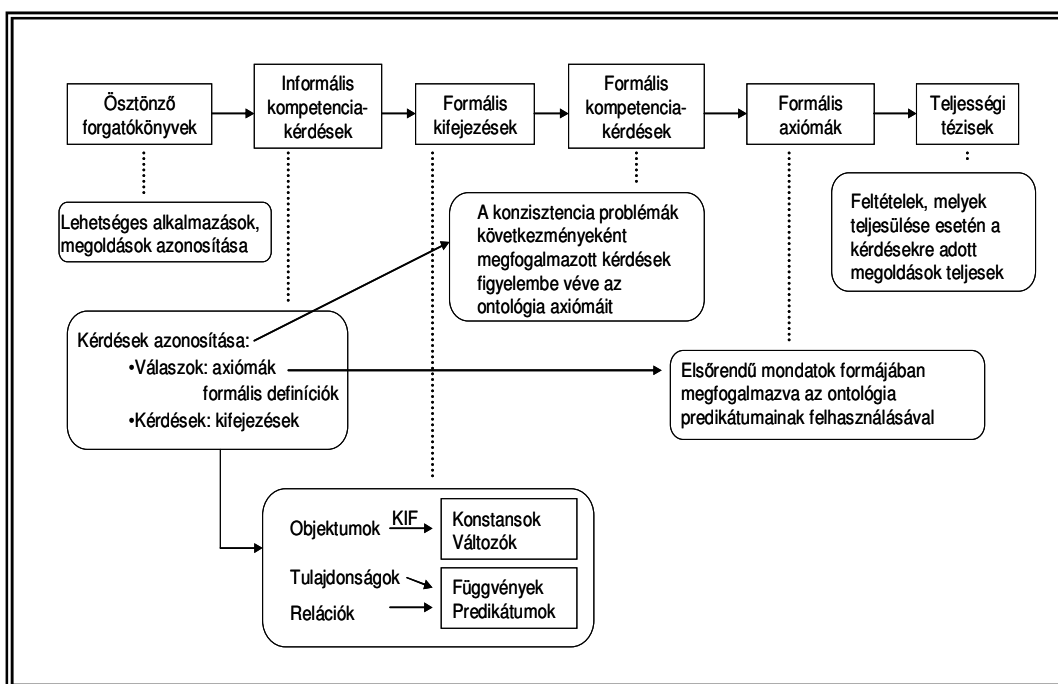 Ösztönző
forgatókönyvek
Informális
kompetencia-
kérdések
Formális
kifejezések
Formális
kompetencia-
kérdések
Formális
axiómák
Teljességi
tézisek
Lehetséges alkalmazások,
megoldások azonosítása
A konzisztencia problémák
következményeként
megfogalmazott kérdések
figyelembe véve az
ontológia axiómáit
Feltételek, melyek
teljesülése esetén a
kérdésekre adott
megoldások teljesek
Kérdések azonosítása:
•Válaszok: axiómák
formális definíciók
•Kérdések: kifejezések
Elsőrendű mondatok formájában
megfogalmazva az ontológia
predikátumainak felhasználásával
Objektumok
KIF
Konstansok
Változók
Tulajdonságok
Relációk
Függvények
Predikátumok